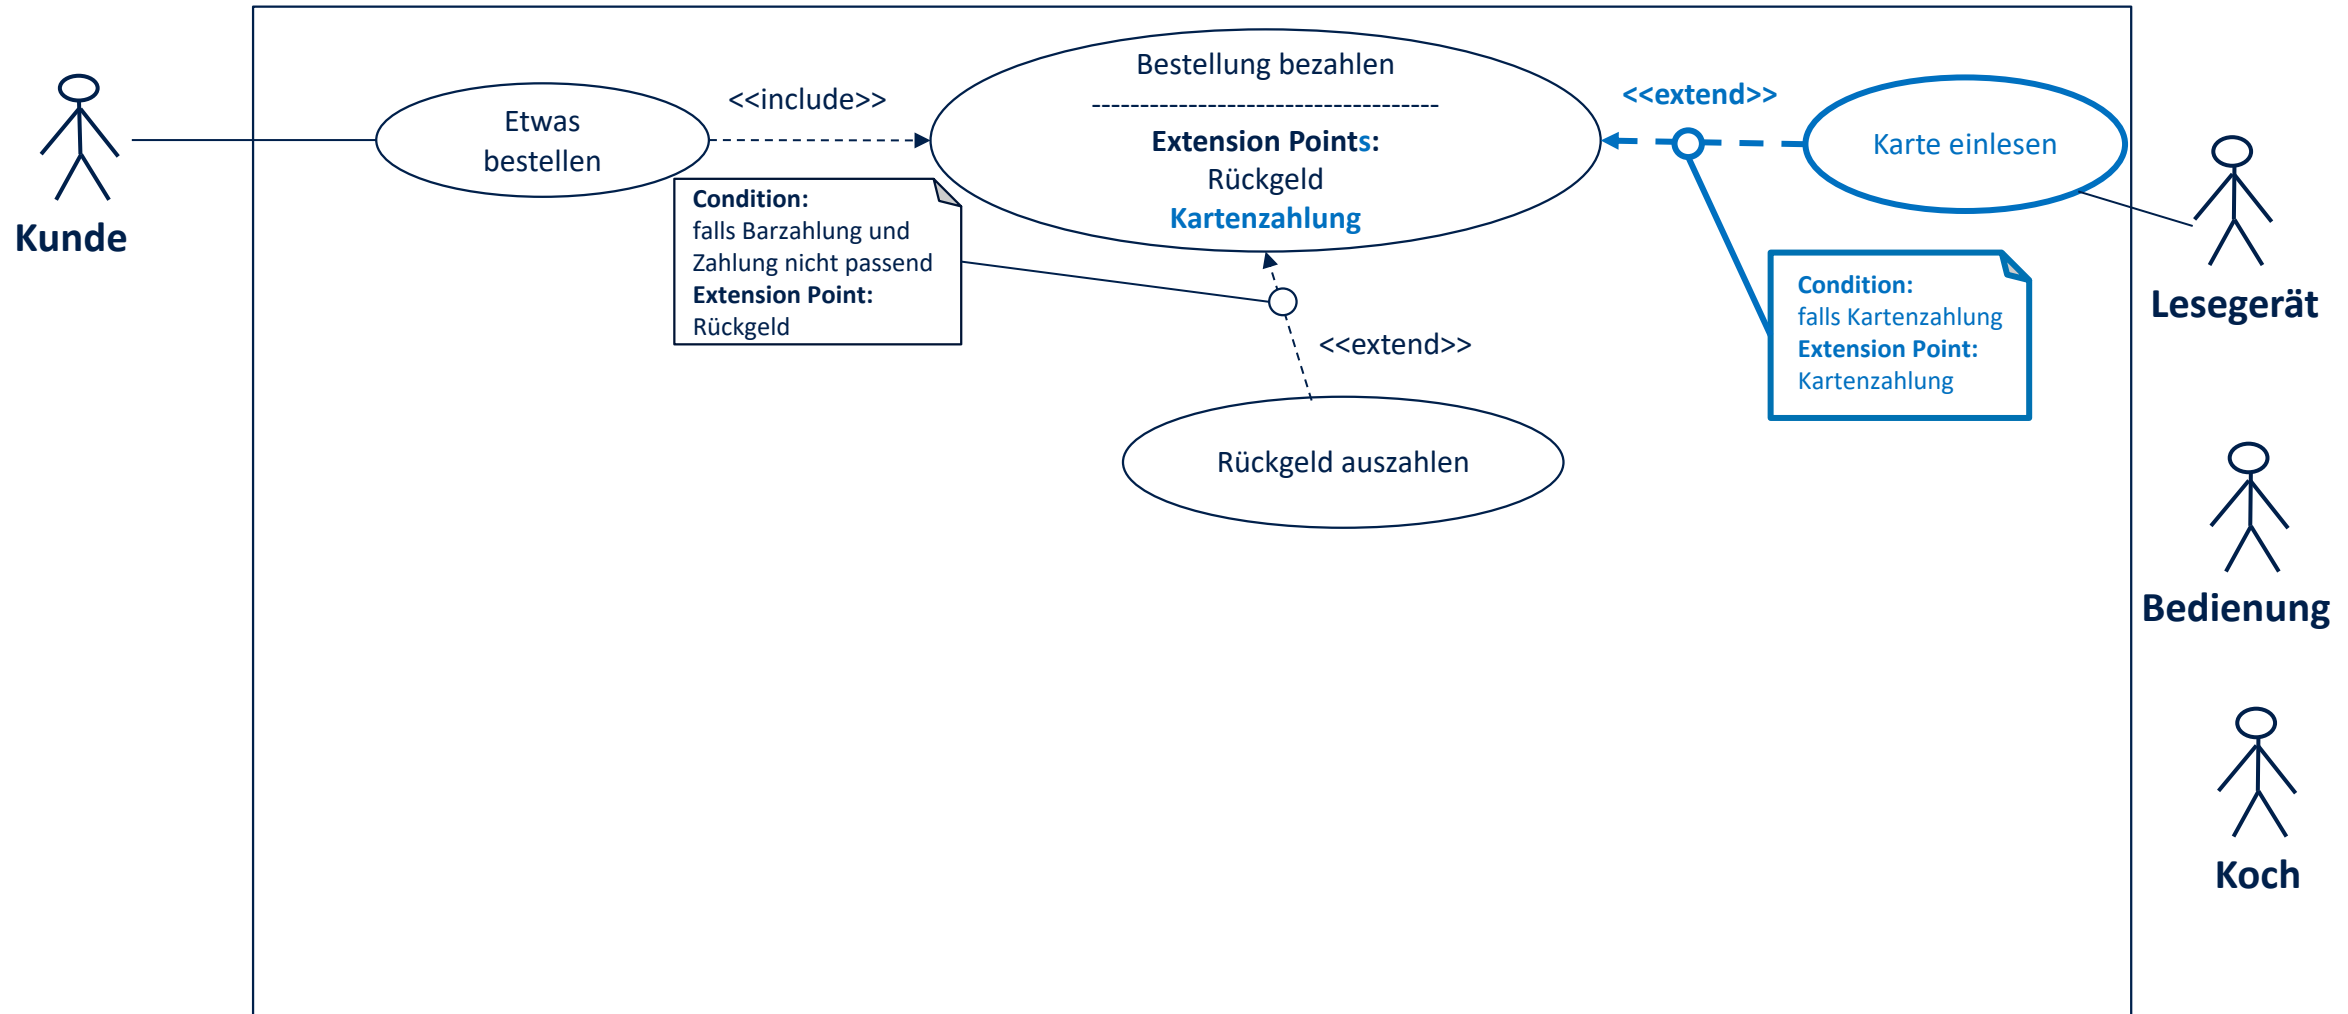 Kunde
Etwas
bestellen
<<include>>
Bestellung bezahlen
------------------------------------
Extension Points:
Rückgeld
Kartenzahlung
<<extend>>
Karte einlesen
Lesegerät
Condition:
falls Barzahlung und
Zahlung nicht passend
Extension Point:
Rückgeld
<<extend>>
Rückgeld auszahlen
Condition:
falls Kartenzahlung
Extension Point:
Kartenzahlung
Bedienung
Koch